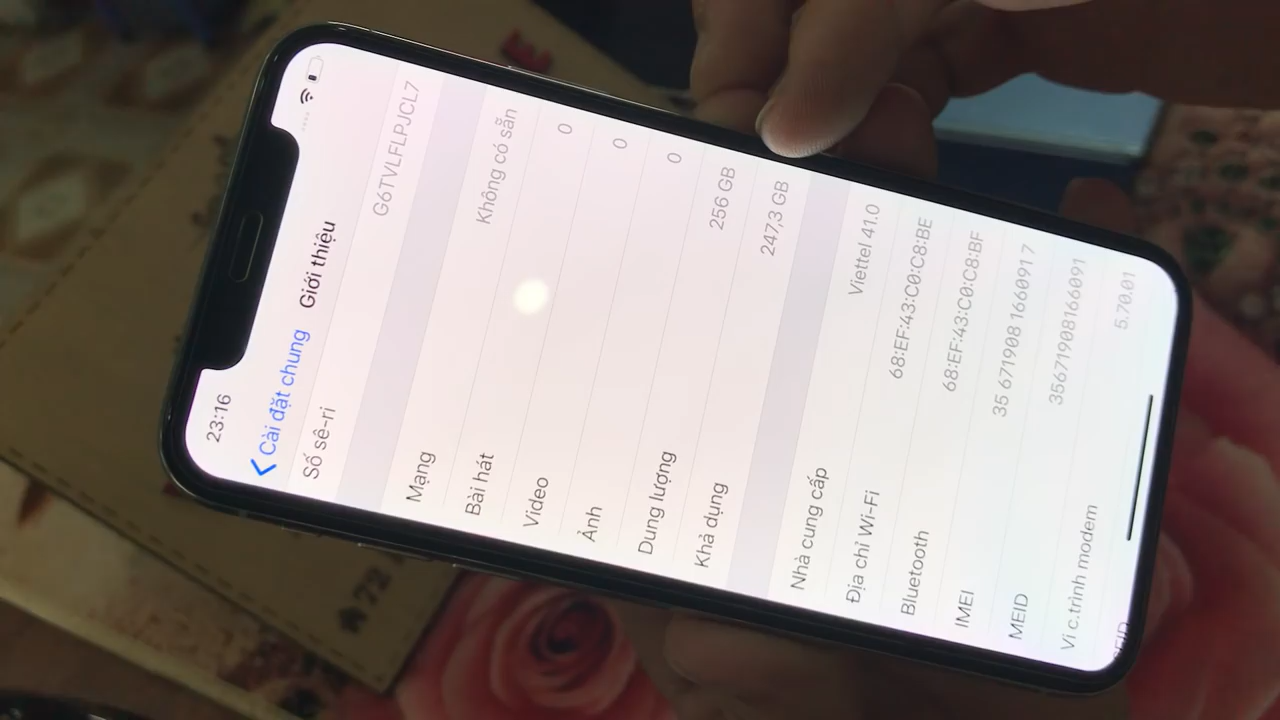 23:16
Cài đặt chung
Giới thiệu
Số sê-ri G6TVLFLPJCL7
Mạng Không có sẵn
Bài hát 0
Video 0
Ảnh 0
Dung lượng 256 GB
Khả dụng 247,3 GB
Nhà cung cấp Viettel 41.0
Địa chỉ Wi-Fi 68:EF:43:C0:C8:BE
Bluetooth 68:EF:43:C0:C8:BF
IMEI 35 671908 166091 7
MEID 35671908166091
Vi c.trình modem 5.70.01